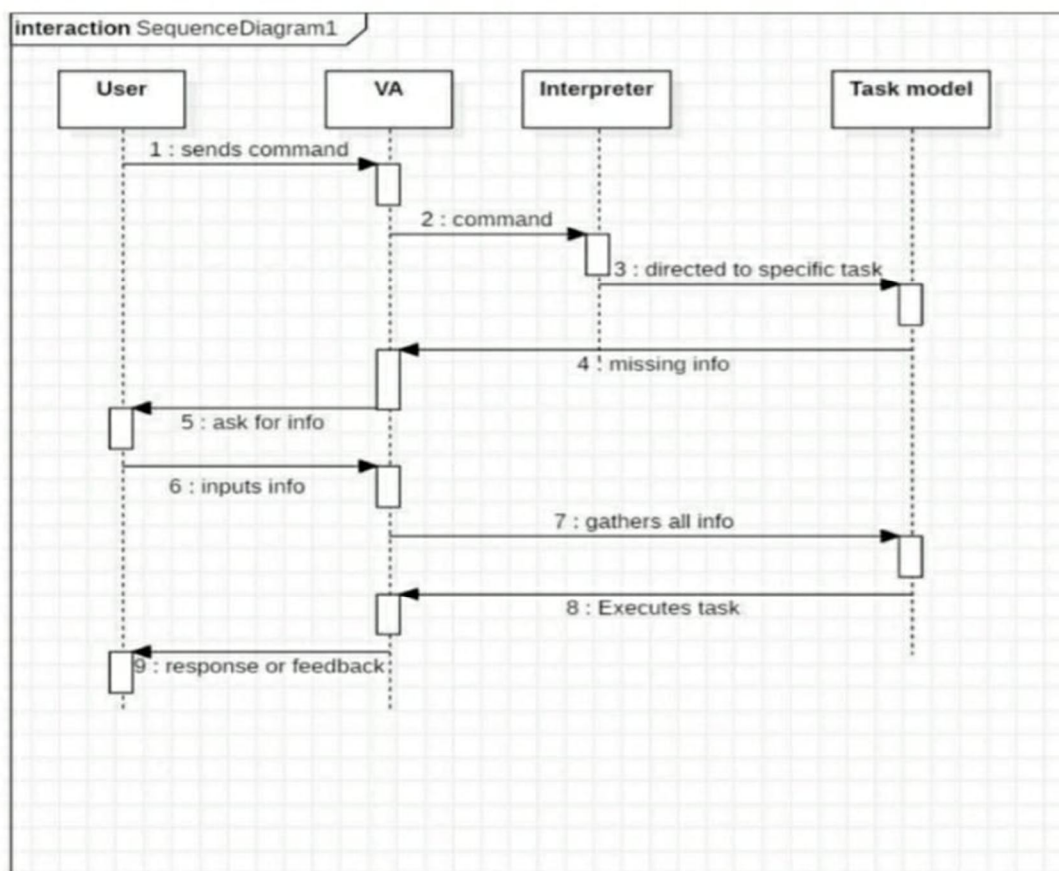 interaction SequenceDiagram1
User
VA
Interpreter
Task model
1 : sends command
2 : command
3 : directed to specific task
4 : missing info
5 : ask for info
6 : inputs info
7 : gathers all info
8 : Executes task
9 : response or feedback